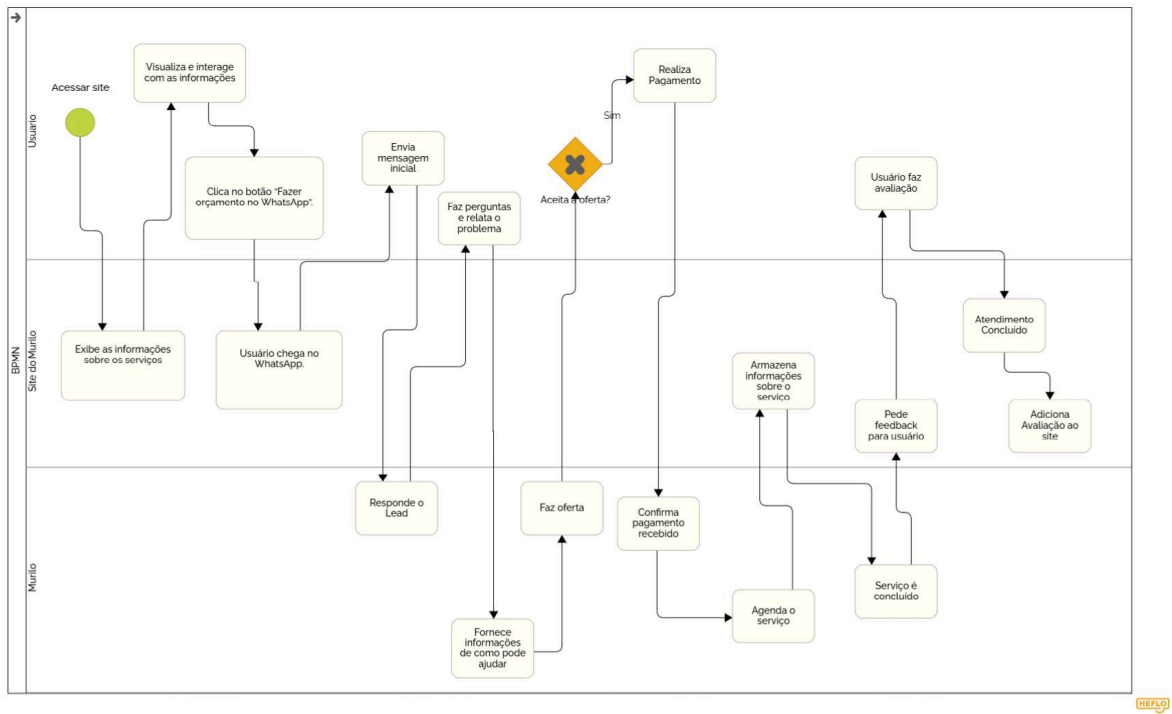 BPMN
Usuario
Acessar site
Visualiza e interage
com as informações
Clica no botão "Fazer
orçamento no WhatsApp".
Envia
mensagem
inicial
Faz perguntas
e relata o
problema
Aceita a oferta?
Sim
Realiza
Pagamento
Usuário faz
avaliação
Site do Murilo
Exibe as informações
sobre os serviços
Usuário chega no
WhatsApp.
Armazena
informações
sobre o
serviço
Pede
feedback
para usuário
Atendimento
Concluído
Adiciona
Avaliação ao
site
Murilo
Responde o
Lead
Fornece
informações
de como pode
ajudar
Faz oferta
Confirma
pagamento
recebido
Agenda o
serviço
Serviço é
concluído
HEFLO